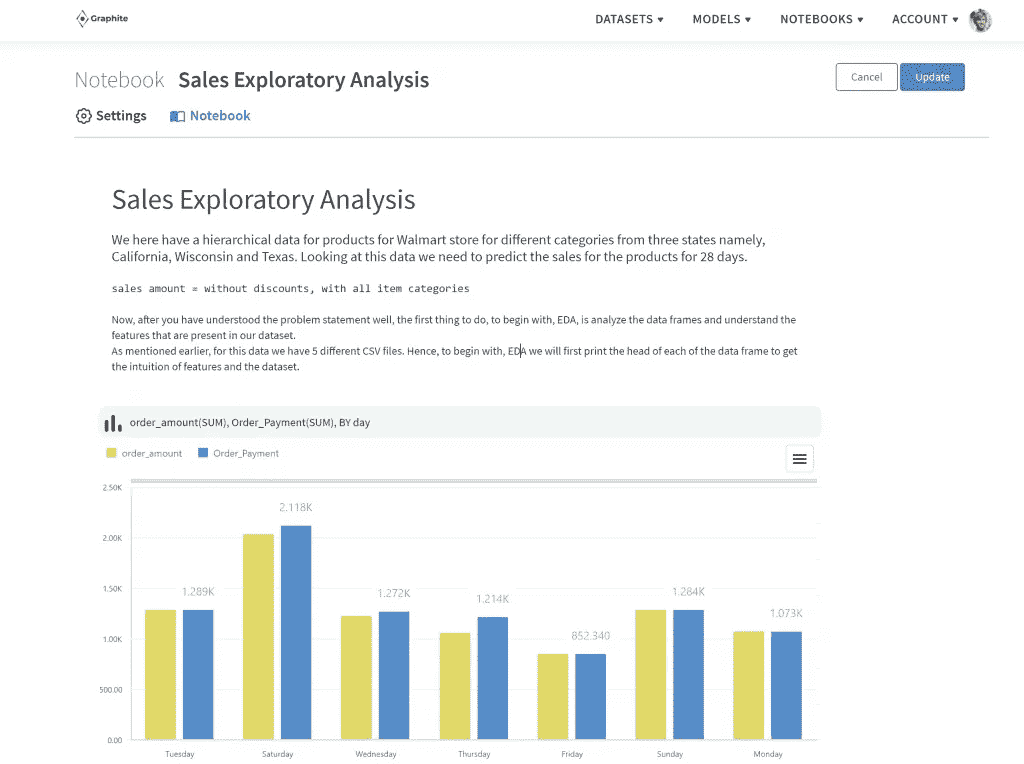 Graphite
DATASETS ▾ MODELS ▾ NOTEBOOKS ▾ ACCOUNT ▾
Notebook Sales Exploratory Analysis
Cancel Update
Settings Notebook
Sales Exploratory Analysis
We here have a hierarchical data for products for Walmart store for different categories from three states namely,
California, Wisconsin and Texas. Looking at this data we need to predict the sales for the products for 28 days.
sales amount = without discounts, with all item categories
Now, after you have understood the problem statement well, the first thing to do, to begin with, EDA, is analyze the data frames and understand the
features that are present in our dataset.
As mentioned earlier, for this data we have 5 different CSV files. Hence, to begin with, EDA we will first print the head of each of the data frame to get
the intuition of features and the dataset.
order_amount(SUM), Order_Payment(SUM), BY day
order_amount Order_Payment
2.50K
2.118K
2.00K
1.50K
1.289K 1.272K 1.214K 1.284K
1.073K
1.00K
852.340
500.00
0.00
Tuesday Saturday Wednesday Thursday Friday Sunday Monday